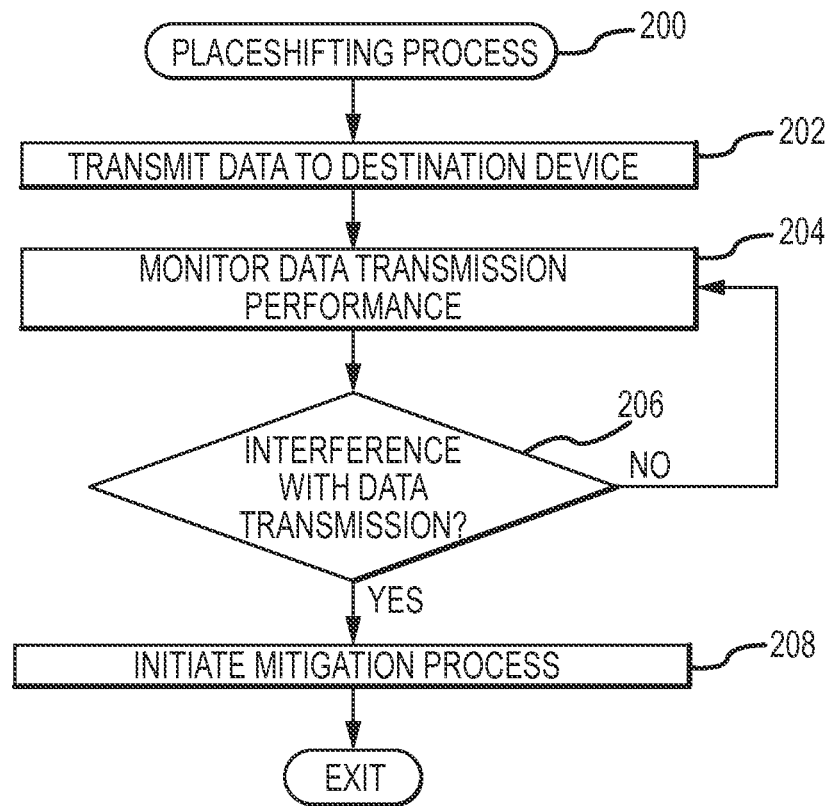 PLACESHIFTING PROCESS
200
202
TRANSMIT DATA TO DESTINATION DEVICE
204
MONITOR DATA TRANSMISSION
PERFORMANCE
206
INTERFERENCE
WITH DATA
TRANSMISSION?
NO
YES
208
INITIATE MITIGATION PROCESS
EXIT